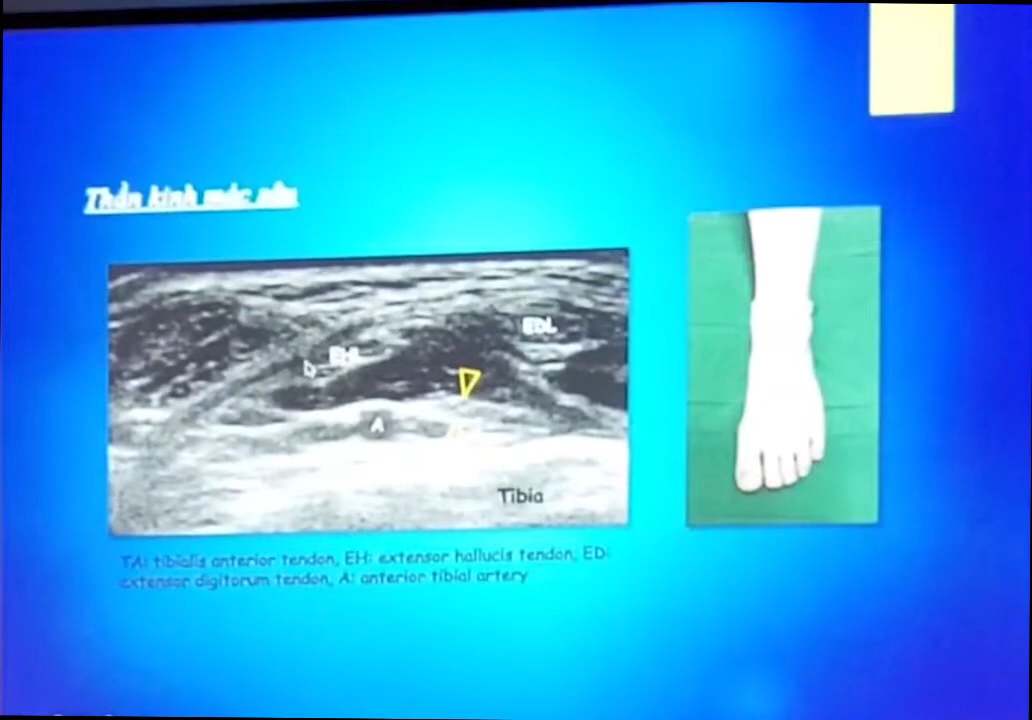 Thần kinh mác sâu
EHL
EDL
A
Tibia
TA: tibialis anterior tendon, EH: extensor hallucis tendon, ED:
extensor digitorum tendon, A: anterior tibial artery